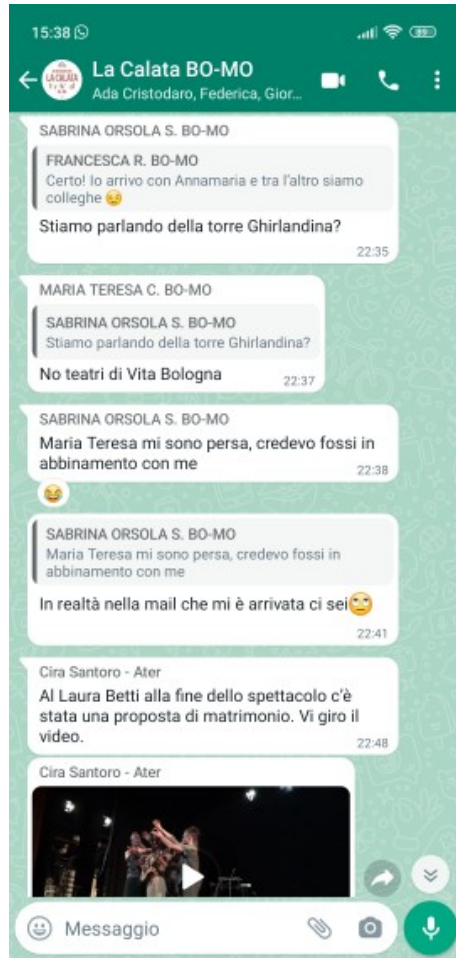 15:38
La Calata BO-MO
Ada Cristodaro, Federica, Gior...
SABRINA ORSOLA S. BO-MO
FRANCESCA R. BO-MO
Certo! Io arrivo con Annamaria e tra l'altro siamo
colleghe 😏
Stiamo parlando della torre Ghirlandina?
22:35
MARIA TERESA C. BO-MO
SABRINA ORSOLA S. BO-MO
Stiamo parlando della torre Ghirlandina?
No teatri di Vita Bologna
22:37
SABRINA ORSOLA S. BO-MO
Maria Teresa mi sono persa, credevo fossi in
abbinamento con me
22:38
😂
SABRINA ORSOLA S. BO-MO
Maria Teresa mi sono persa, credevo fossi in
abbinamento con me
In realtà nella mail che mi è arrivata ci sei🙄
22:41
Cira Santoro - Ater
Al Laura Betti alla fine dello spettacolo c'è
stata una proposta di matrimonio. Vi giro il
video.
22:48
Cira Santoro - Ater
Messaggio